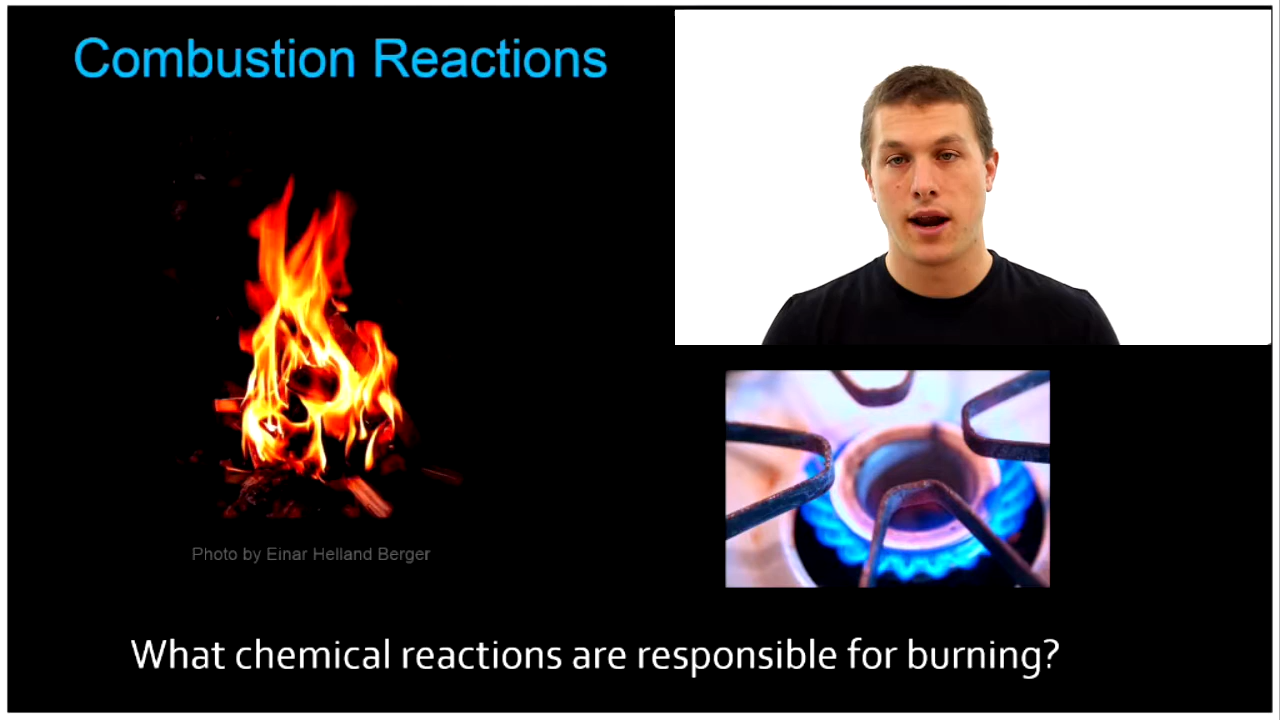 Combustion Reactions
Photo by Einar Helland Berger
What chemical reactions are responsible for burning?